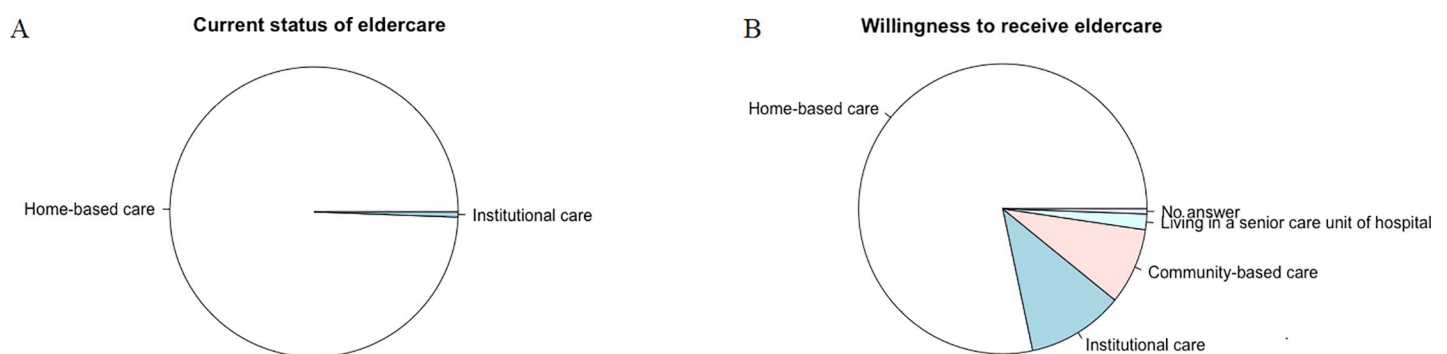 A
Current status of eldercare
Home-based care
Institutional care
B
Willingness to receive eldercare
Home-based care
No answer
Living in a senior care unit of hospital
Community-based care
Institutional care